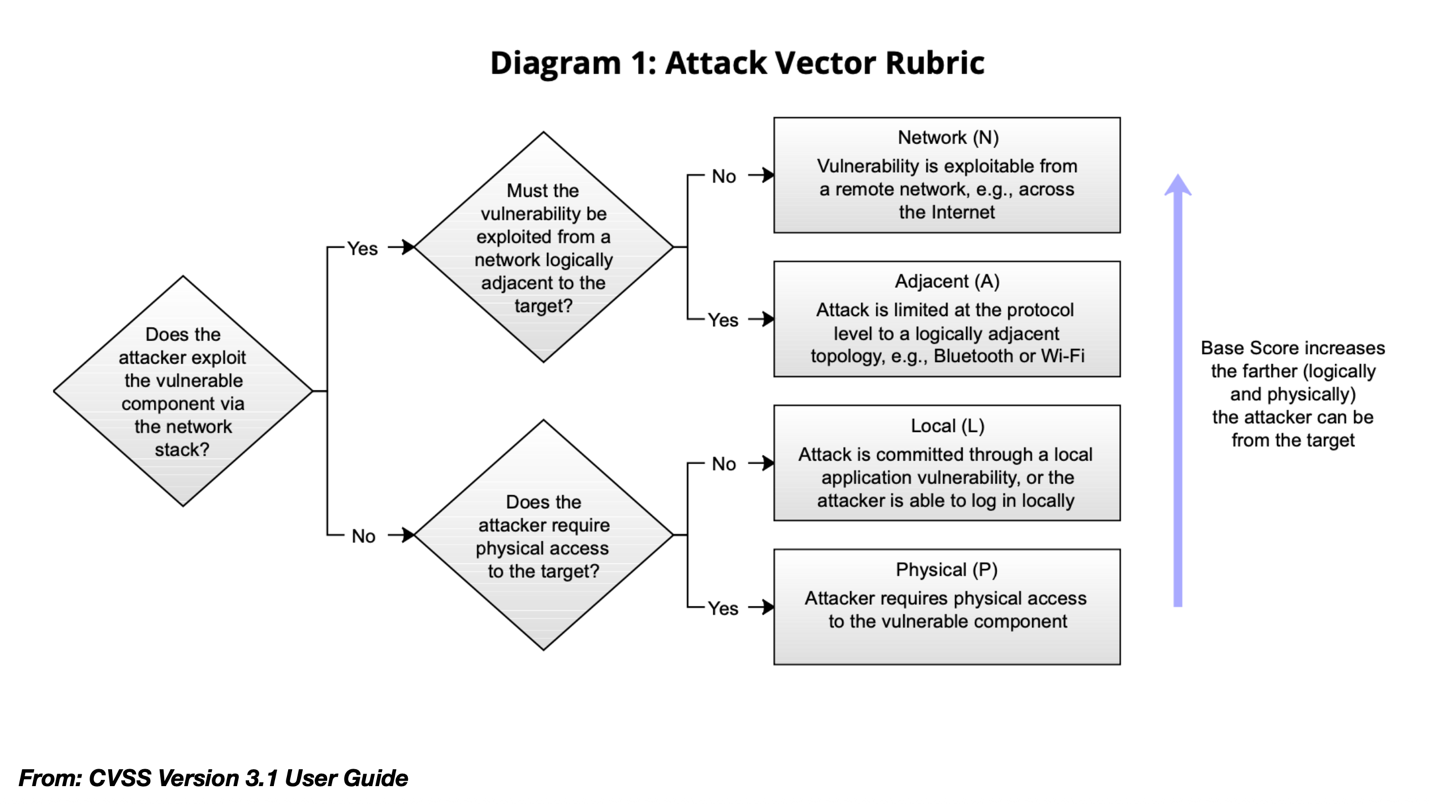 Diagram 1: Attack Vector Rubric
Does the
attacker exploit
the vulnerable
component via
the network
stack?
Yes
No
Must the
vulnerability be
exploited from a
network logically
adjacent to the
target?
No
Yes
Does the
attacker require
physical access
to the target?
No
Yes
Network (N)
Vulnerability is exploitable from
a remote network, e.g., across
the Internet
Adjacent (A)
Attack is limited at the protocol
level to a logically adjacent
topology, e.g., Bluetooth or Wi-Fi
Local (L)
Attack is committed through a local
application vulnerability, or the
attacker is able to log in locally
Physical (P)
Attacker requires physical access
to the vulnerable component
Base Score increases
the farther (logically
and physically)
the attacker can be
from the target
From: CVSS Version 3.1 User Guide